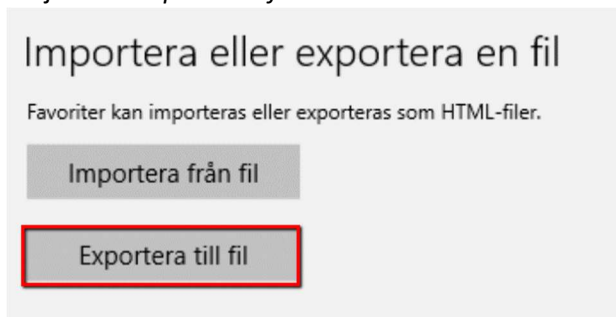 Importera eller exportera en fil
Favoriter kan importeras eller exporteras som HTML-filer.
Importera från fil
Exportera till fil